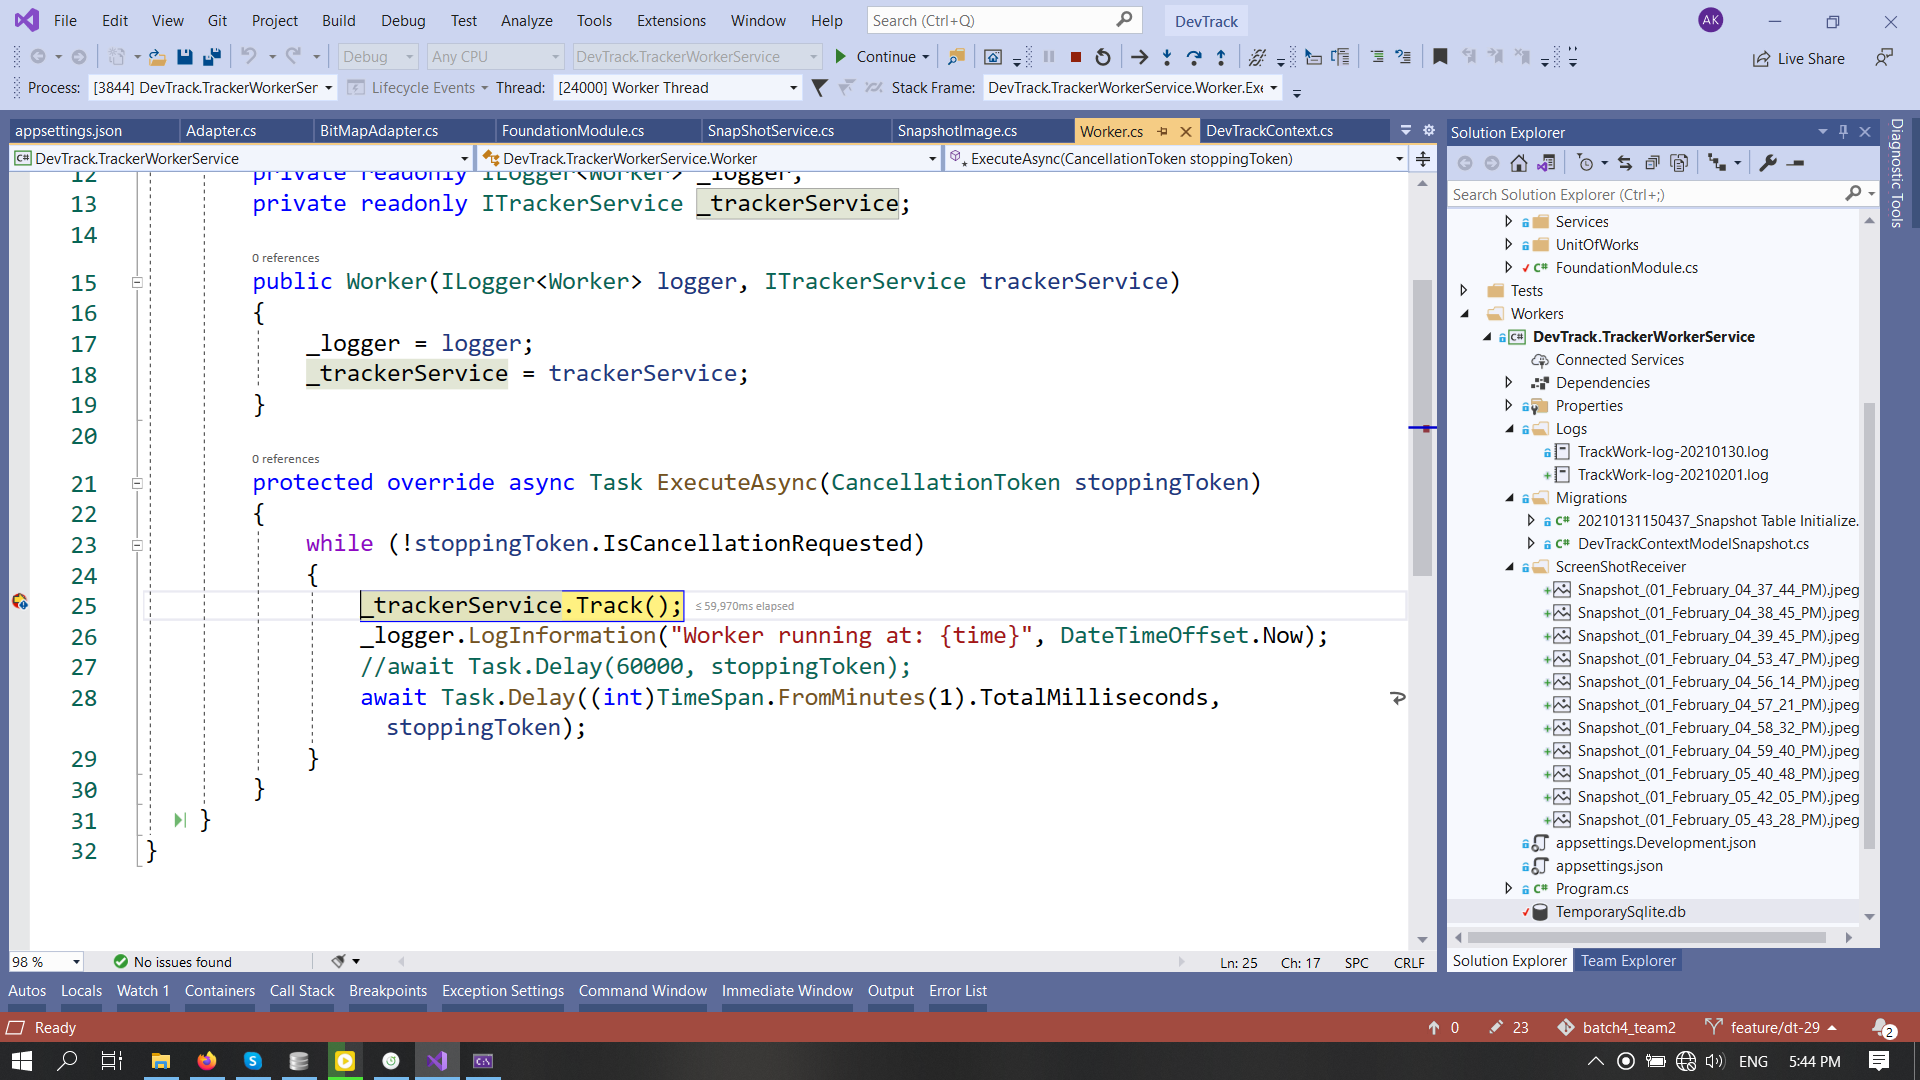 File Edit View Git Project Build Debug Test Analyze Tools Extensions Window Help Search (Ctrl+Q) DevTrack AK
Debug Any CPU DevTrack.TrackerWorkerService Continue Live Share
Process: [3844] DevTrack.TrackerWorkerSer Lifecycle Events Thread: [24000] Worker Thread Stack Frame: DevTrack.TrackerWorkerService.Worker.Exe
appsettings.json Adapter.cs BitMapAdapter.cs FoundationModule.cs SnapShotService.cs SnapshotImage.cs Worker.cs DevTrackContext.cs
DevTrack.TrackerWorkerService DevTrack.TrackerWorkerService.Worker ExecuteAsync(CancellationToken stoppingToken)
12 private readonly ILogger<Worker> _logger;
13 private readonly ITrackerService _trackerService;
14
0 references
15 public Worker(ILogger<Worker> logger, ITrackerService trackerService)
16 {
17 _logger = logger;
18 _trackerService = trackerService;
19 }
20
0 references
21 protected override async Task ExecuteAsync(CancellationToken stoppingToken)
22 {
23 while (!stoppingToken.IsCancellationRequested)
24 {
25 _trackerService.Track(); ≤ 59,970ms elapsed
26 _logger.LogInformation("Worker running at: {time}", DateTimeOffset.Now);
27 //await Task.Delay(60000, stoppingToken);
28 await Task.Delay((int)TimeSpan.FromMinutes(1).TotalMilliseconds,
stoppingToken);
29 }
30 }
31 }
32 }
98 % No issues found Ln: 25 Ch: 17 SPC CRLF
Solution Explorer
Search Solution Explorer (Ctrl+;)
Services
UnitOfWorks
C# FoundationModule.cs
Tests
Workers
C# DevTrack.TrackerWorkerService
Connected Services
Dependencies
Properties
Logs
TrackWork-log-20210130.log
TrackWork-log-20210201.log
Migrations
C# 20210131150437_Snapshot Table Initialize.
C# DevTrackContextModelSnapshot.cs
ScreenShotReceiver
Snapshot_(01_February_04_37_44_PM).jpeg
Snapshot_(01_February_04_38_45_PM).jpeg
Snapshot_(01_February_04_39_45_PM).jpeg
Snapshot_(01_February_04_53_47_PM).jpeg
Snapshot_(01_February_04_56_14_PM).jpeg
Snapshot_(01_February_04_57_21_PM).jpeg
Snapshot_(01_February_04_58_32_PM).jpeg
Snapshot_(01_February_04_59_40_PM).jpeg
Snapshot_(01_February_05_40_48_PM).jpeg
Snapshot_(01_February_05_42_05_PM).jpeg
Snapshot_(01_February_05_43_28_PM).jpeg
appsettings.Development.json
appsettings.json
C# Program.cs
TemporarySqlite.db
Solution Explorer Team Explorer
Diagnostic Tools
Autos Locals Watch 1 Containers Call Stack Breakpoints Exception Settings Command Window Immediate Window Output Error List
Ready 0 23 batch4_team2 feature/dt-29 2
ENG 5:44 PM